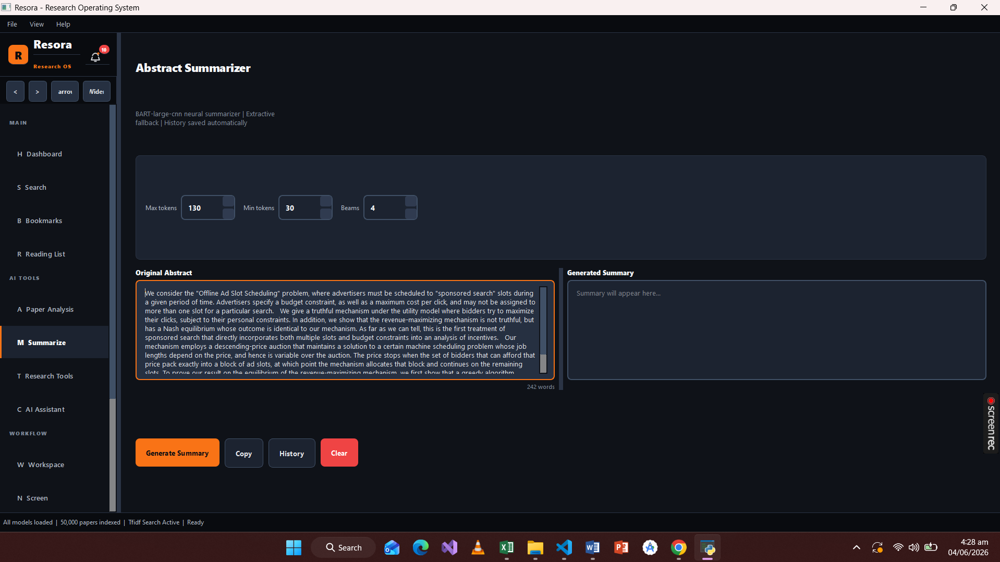 Resora - Research Operating System
File View Help
R
Resora
Research OS
10
< > arrov Wider
MAIN
H Dashboard
S Search
B Bookmarks
R Reading List
AI TOOLS
A Paper Analysis
M Summarize
T Research Tools
C AI Assistant
WORKFLOW
W Workspace
N Screen
Abstract Summarizer
BART-large-cnn neural summarizer | Extractive
fallback | History saved automatically
Max tokens 130 Min tokens 30 Beams 4
Original Abstract
We consider the "Offline Ad Slot Scheduling" problem, where advertisers must be scheduled to "sponsored search" slots during
a given period of time. Advertisers specify a budget constraint, as well as a maximum cost per click, and may not be assigned to
more than one slot for a particular search. We give a truthful mechanism under the utility model where bidders try to maximize
their clicks, subject to their personal constraints. In addition, we show that the revenue-maximizing mechanism is not truthful, but
has a Nash equilibrium whose outcome is identical to our mechanism. As far as we can tell, this is the first treatment of
sponsored search that directly incorporates both multiple slots and budget constraints into an analysis of incentives. Our
mechanism employs a descending-price auction that maintains a solution to a certain machine scheduling problem whose job
lengths depend on the price, and hence is variable over the auction. The price stops when the set of bidders that can afford that
price pack exactly into a block of ad slots, at which point the mechanism allocates that block and continues on the remaining
slots. To prove our result on the equilibrium of the revenue-maximizing mechanism, we first show that a greedy algorithm
242 words
Generated Summary
Summary will appear here...
Generate Summary Copy History Clear
screenrec
All models loaded | 50,000 papers indexed | Tfidf Search Active | Ready
Search
4:28 am
04/06/2026